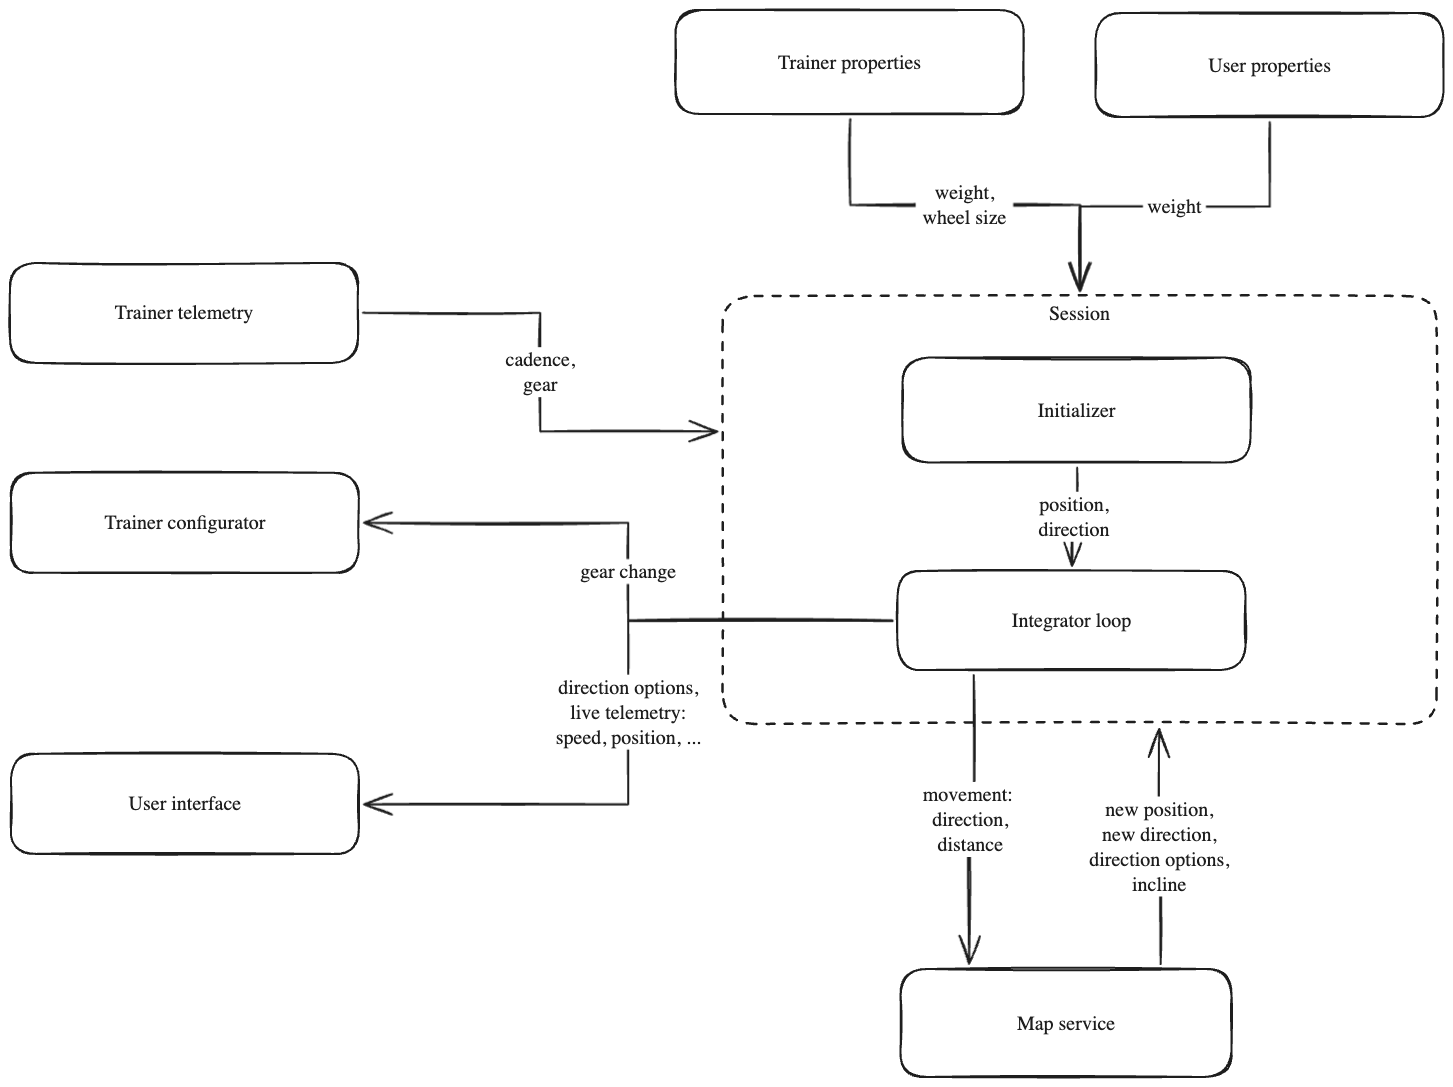 Trainer properties
User properties
weight,
wheel size
weight
Trainer telemetry
cadence,
gear
Session
Initializer
position,
direction
Trainer configurator
gear change
Integrator loop
direction options,
live telemetry:
speed, position, ...
User interface
movement:
direction,
distance
new position,
new direction,
direction options,
incline
Map service